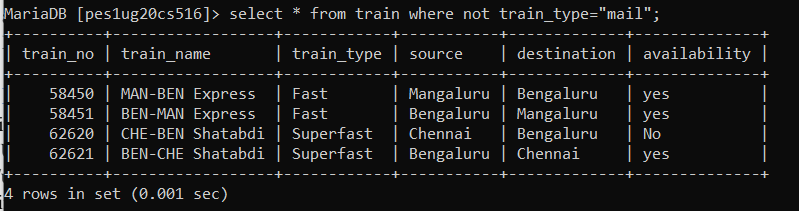 MariaDB [pes1ug20cs516]> select * from train where not train_type="mail";
+----------+------------------+------------+-----------+-------------+--------------+
| train_no | train_name       | train_type | source    | destination | availability |
+----------+------------------+------------+-----------+-------------+--------------+
|    58450 | MAN-BEN Express  | Fast       | Mangaluru | Bengaluru   | yes          |
|    58451 | BEN-MAN Express  | Fast       | Bengaluru | Mangaluru   | yes          |
|    62620 | CHE-BEN Shatabdi | Superfast  | Chennai   | Bengaluru   | No           |
|    62621 | BEN-CHE Shatabdi | Superfast  | Bengaluru | Chennai     | yes          |
+----------+------------------+------------+-----------+-------------+--------------+
4 rows in set (0.001 sec)